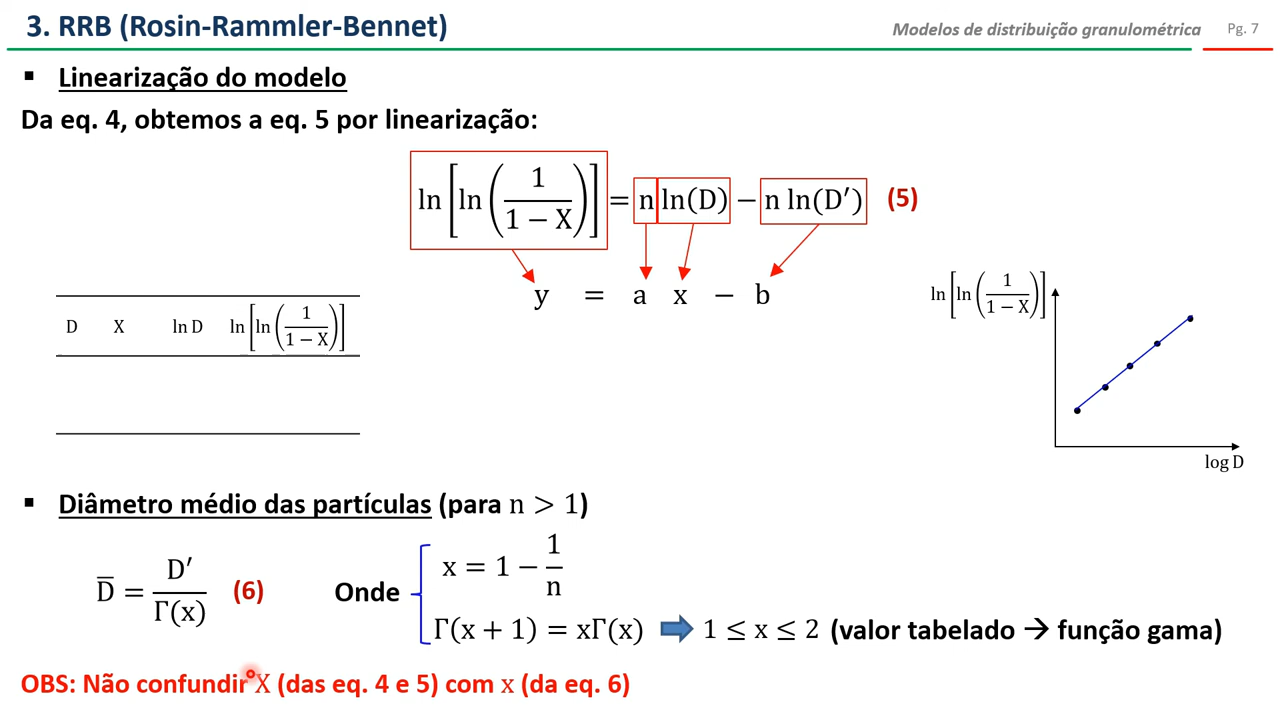 3. RRB (Rosin-Rammler-Bennet)
Modelos de distribuição granulométrica Pg. 7
▪ Linearização do modelo
Da eq. 4, obtemos a eq. 5 por linearização:
ln[ln(1/(1 − X))] = n ln(D) − n ln(D′) (5)
y = a x − b
D X ln D ln[ln(1/(1 − X))]
ln[ln(1/(1 − X))]
log D
▪ Diâmetro médio das partículas (para n > 1)
D̅ = D′/Γ(x) (6) Onde
x = 1 − 1/n
Γ(x + 1) = xΓ(x) ➡ 1 ≤ x ≤ 2 (valor tabelado → função gama)
OBS: Não confundir X (das eq. 4 e 5) com x (da eq. 6)